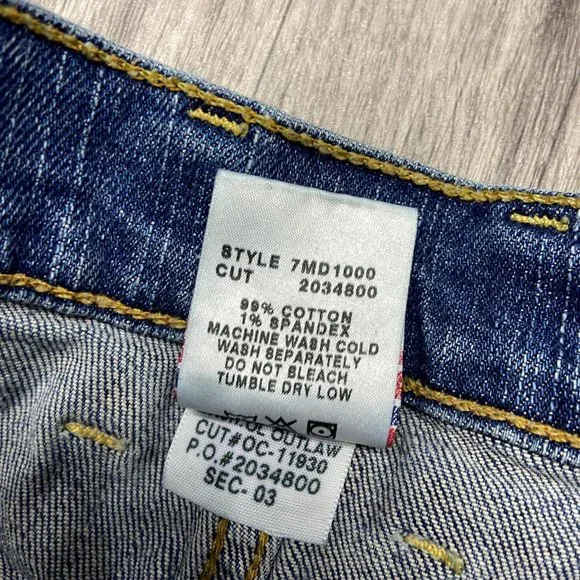 STYLE 7MD1000
CUT 2034800
99% COTTON
1% SPANDEX
MACHINE WASH COLD
WASH SEPARATELY
DO NOT BLEACH
TUMBLE DRY LOW
OUTLAW
CUT#OC-11930
P.O.#2034800
SEC- 03